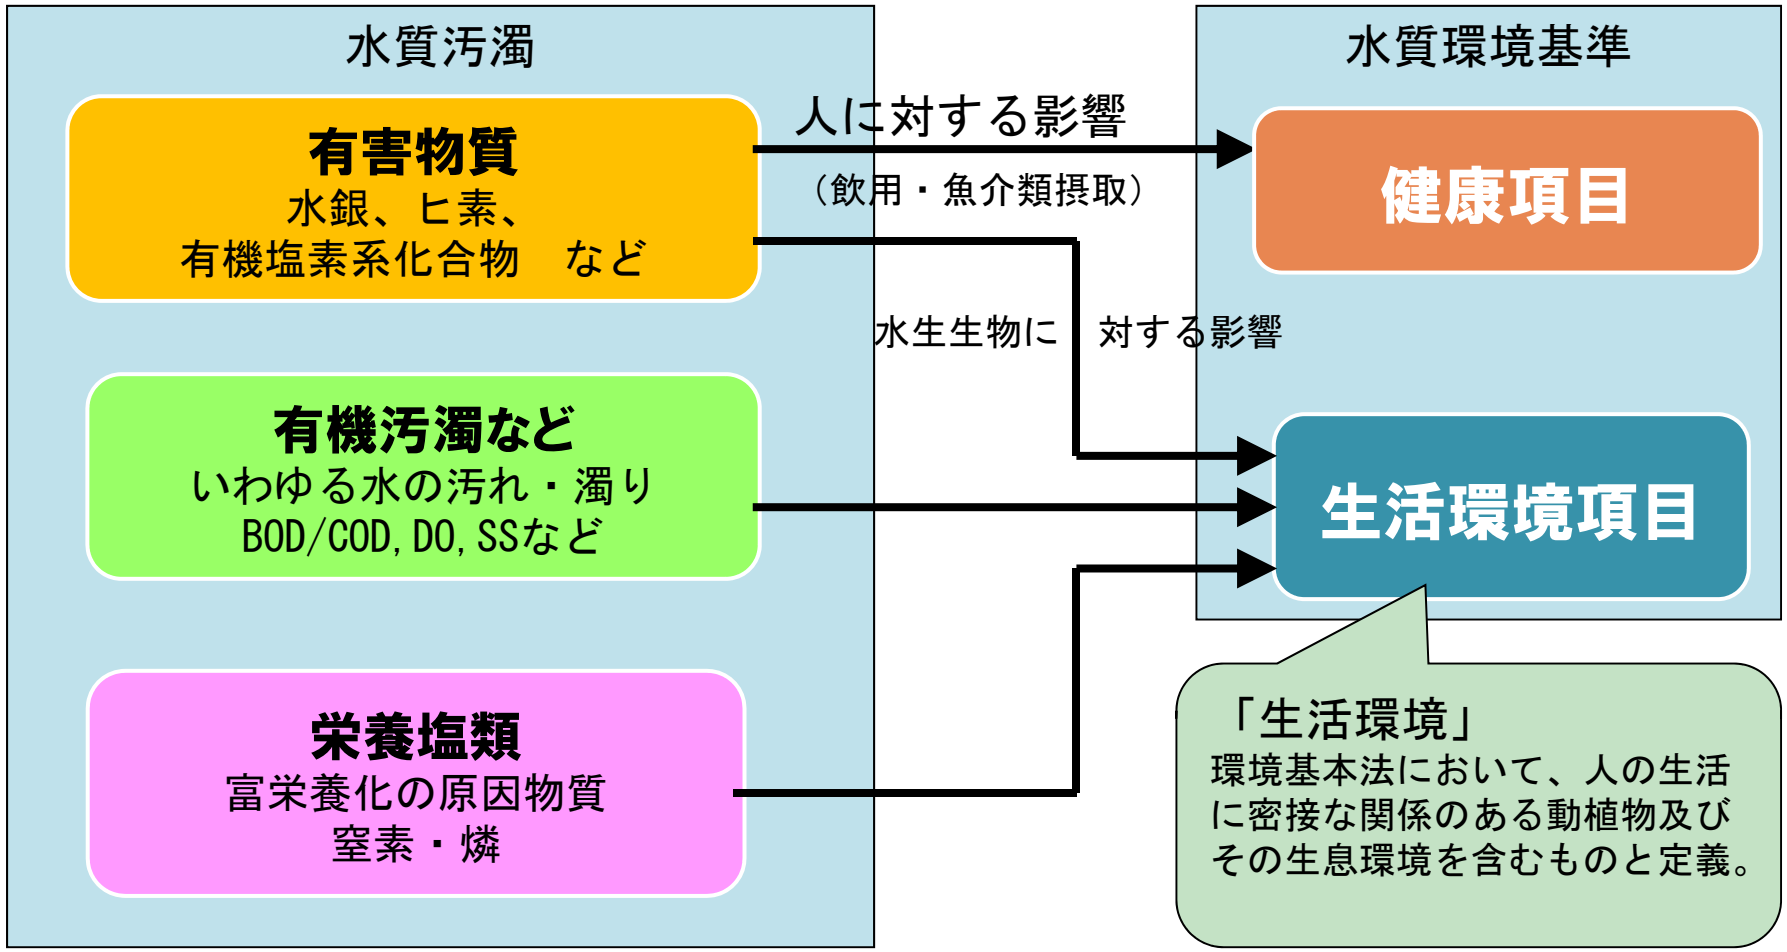 水質汚濁
有害物質
水銀、ヒ素、
有機塩素系化合物　など
有機汚濁など
いわゆる水の汚れ・濁り
BOD/COD,DO,SSなど
栄養塩類
富栄養化の原因物質
窒素・燐
人に対する影響
（飲用・魚介類摂取）
水生生物に　対する影響
水質環境基準
健康項目
生活環境項目
「生活環境」
環境基本法において、人の生活
に密接な関係のある動植物及び
その生息環境を含むものと定義。